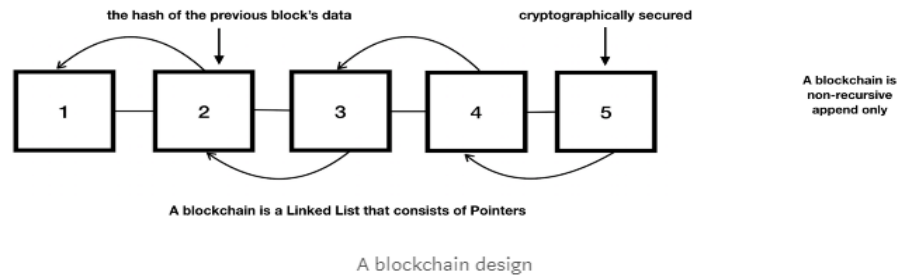 the hash of the previous block's data
cryptographically secured
1
2
3
4
5
A blockchain is
non-recursive
append only
A blockchain is a Linked List that consists of Pointers
A blockchain design